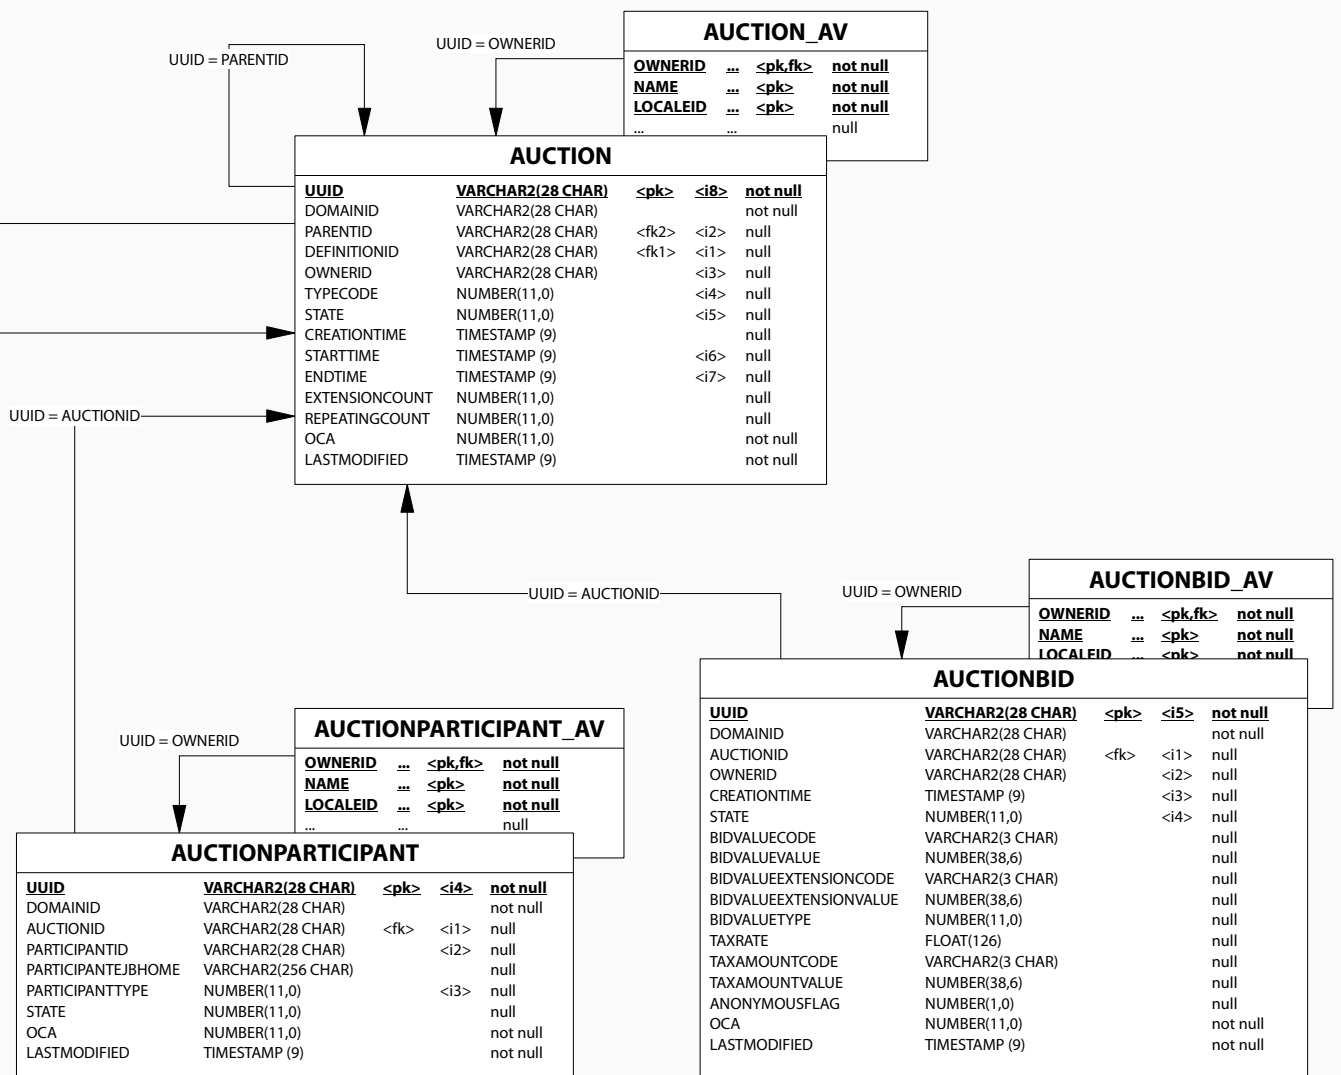 AUCTION_AV
UUID = OWNERID
UUID = PARENTID
OWNERID ... <pk,fk> not null
NAME ... <pk> not null
LOCALEID ... <pk> not null
... ... null
AUCTION
UUID VARCHAR2(28 CHAR) <pk> <i8> not null
DOMAINID VARCHAR2(28 CHAR) not null
PARENTID VARCHAR2(28 CHAR) <fk2> <i2> null
DEFINITIONID VARCHAR2(28 CHAR) <fk1> <i1> null
OWNERID VARCHAR2(28 CHAR) <i3> null
TYPECODE NUMBER(11,0) <i4> null
STATE NUMBER(11,0) <i5> null
CREATIONTIME TIMESTAMP (9) null
STARTTIME TIMESTAMP (9) <i6> null
ENDTIME TIMESTAMP (9) <i7> null
EXTENSIONCOUNT NUMBER(11,0) null
REPEATINGCOUNT NUMBER(11,0) null
OCA NUMBER(11,0) not null
LASTMODIFIED TIMESTAMP (9) not null
UUID = AUCTIONID
UUID = AUCTIONID
UUID = OWNERID
AUCTIONBID_AV
OWNERID ... <pk,fk> not null
NAME ... <pk> not null
LOCALEID ... <pk> not null
AUCTIONBID
UUID VARCHAR2(28 CHAR) <pk> <i5> not null
DOMAINID VARCHAR2(28 CHAR) not null
AUCTIONID VARCHAR2(28 CHAR) <fk> <i1> null
OWNERID VARCHAR2(28 CHAR) <i2> null
CREATIONTIME TIMESTAMP (9) <i3> null
STATE NUMBER(11,0) <i4> null
BIDVALUECODE VARCHAR2(3 CHAR) null
BIDVALUEVALUE NUMBER(38,6) null
BIDVALUEEXTENSIONCODE VARCHAR2(3 CHAR) null
BIDVALUEEXTENSIONVALUE NUMBER(38,6) null
BIDVALUETYPE NUMBER(11,0) null
TAXRATE FLOAT(126) null
TAXAMOUNTCODE VARCHAR2(3 CHAR) null
TAXAMOUNTVALUE NUMBER(38,6) null
ANONYMOUSFLAG NUMBER(1,0) null
OCA NUMBER(11,0) not null
LASTMODIFIED TIMESTAMP (9) not null
UUID = OWNERID
AUCTIONPARTICIPANT_AV
OWNERID ... <pk,fk> not null
NAME ... <pk> not null
LOCALEID ... <pk> not null
... ... null
AUCTIONPARTICIPANT
UUID VARCHAR2(28 CHAR) <pk> <i4> not null
DOMAINID VARCHAR2(28 CHAR) not null
AUCTIONID VARCHAR2(28 CHAR) <fk> <i1> null
PARTICIPANTID VARCHAR2(28 CHAR) <i2> null
PARTICIPANTEJBHOME VARCHAR2(256 CHAR) null
PARTICIPANTTYPE NUMBER(11,0) <i3> null
STATE NUMBER(11,0) null
OCA NUMBER(11,0) not null
LASTMODIFIED TIMESTAMP (9) not null